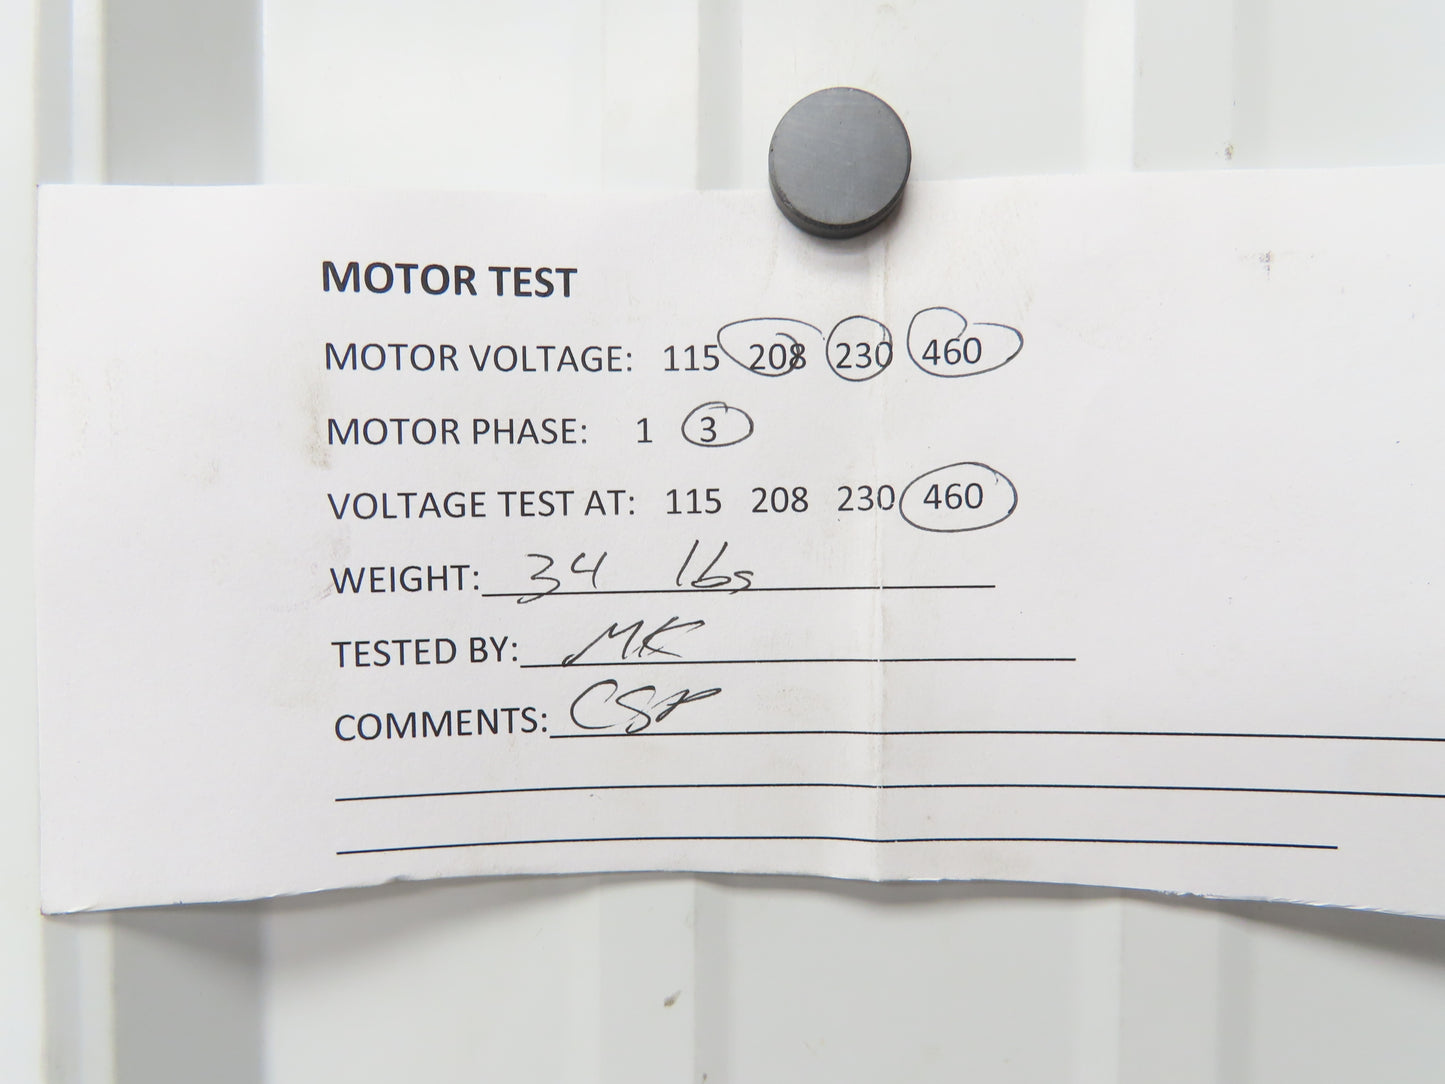 MOTOR TEST
MOTOR VOLTAGE: 115 208 230 460
MOTOR PHASE: 1 3
VOLTAGE TEST AT: 115 208 230 460
WEIGHT: 34 lbs
TESTED BY: MK
COMMENTS: